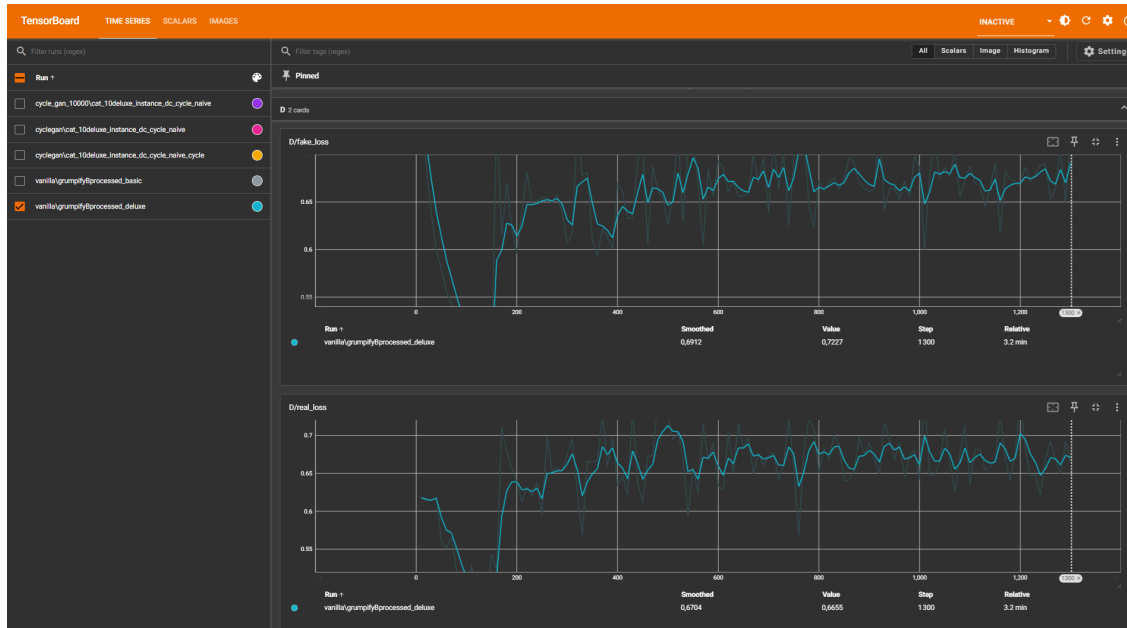 TensorBoard TIME SERIES SCALARS IMAGES INACTIVE
Filter runs (regex) Filter tags (regex) All Scalars Image Histogram Setting
Run ↑ Pinned
cycle_gan_10000\cat_10deluxe_instance_dc_cycle_naive
cyclegan\cat_10deluxe_instance_dc_cycle_naive
cyclegan\cat_10deluxe_instance_dc_cycle_naive_cycle
vanilla\grumpifyBprocessed_basic
vanilla\grumpifyBprocessed_deluxe
D 2 cards
D/fake_loss
0.65
0.6
0.55
0 200 400 600 800 1,000 1,200 1300
Run ↑ Smoothed Value Step Relative
vanilla\grumpifyBprocessed_deluxe 0,6912 0,7227 1300 3.2 min
D/real_loss
0.7
0.65
0.6
0.55
0 200 400 600 800 1,000 1,200 1300
Run ↑ Smoothed Value Step Relative
vanilla\grumpifyBprocessed_deluxe 0,6704 0,6655 1300 3.2 min